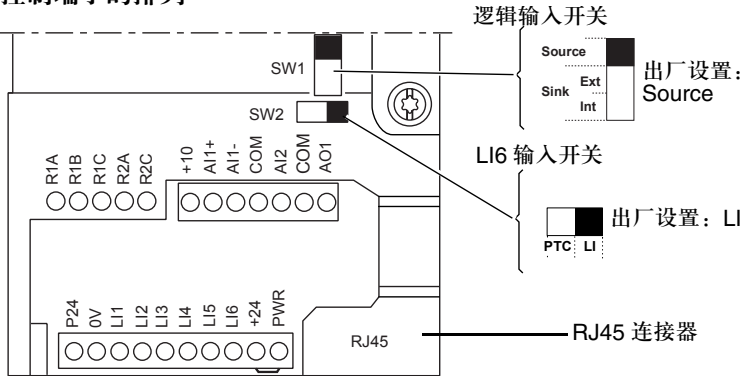 控制端子的排列
逻辑输入开关
SW1
Source
Sink
Ext
Int
出厂设置：
Source
SW2
LI6 输入开关
R1A
R1B
R1C
R2A
R2C
+10
AI1+
AI1-
COM
AI2
COM
AO1
PTC
LI
出厂设置：LI
P24
0V
LI1
LI2
LI3
LI4
LI5
LI6
+24
PWR
RJ45
RJ45 连接器